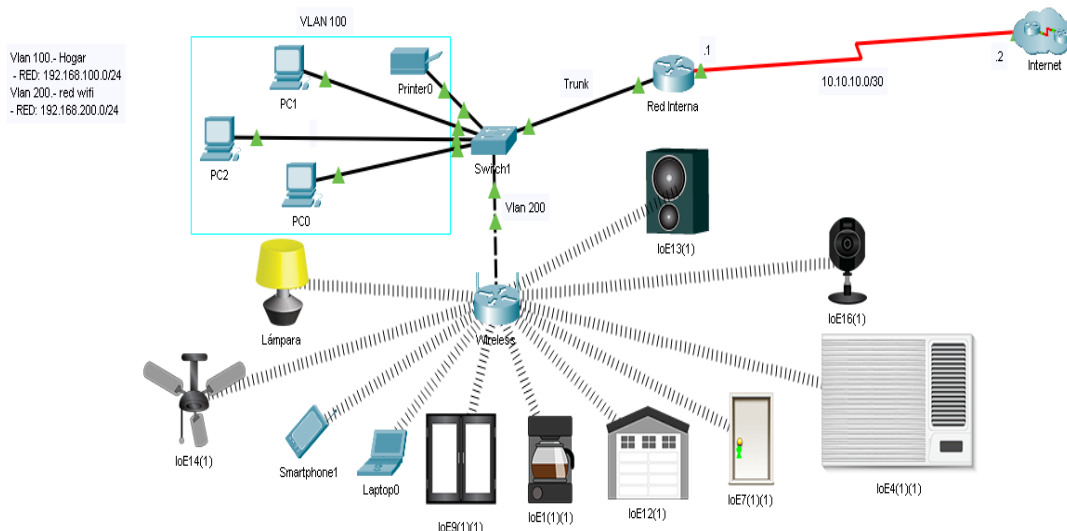 VLAN 100
Vlan 100.- Hogar
- RED: 192.168.100.0/24
Vlan 200.- red wifi
- RED: 192.168.200.0/24
PC1
Printer0
PC2
PC0
Switch1
Trunk
.1
Red Interna
10.10.10.0/30
.2
Internet
Vlan 200
IoE13(1)
IoE16(1)
Lámpara
Wireless
IoE14(1)
Smartphone1
Laptop0
IoE9(1)(1)
IoE1(1)(1)
IoE12(1)
IoE7(1)(1)
IoE4(1)(1)